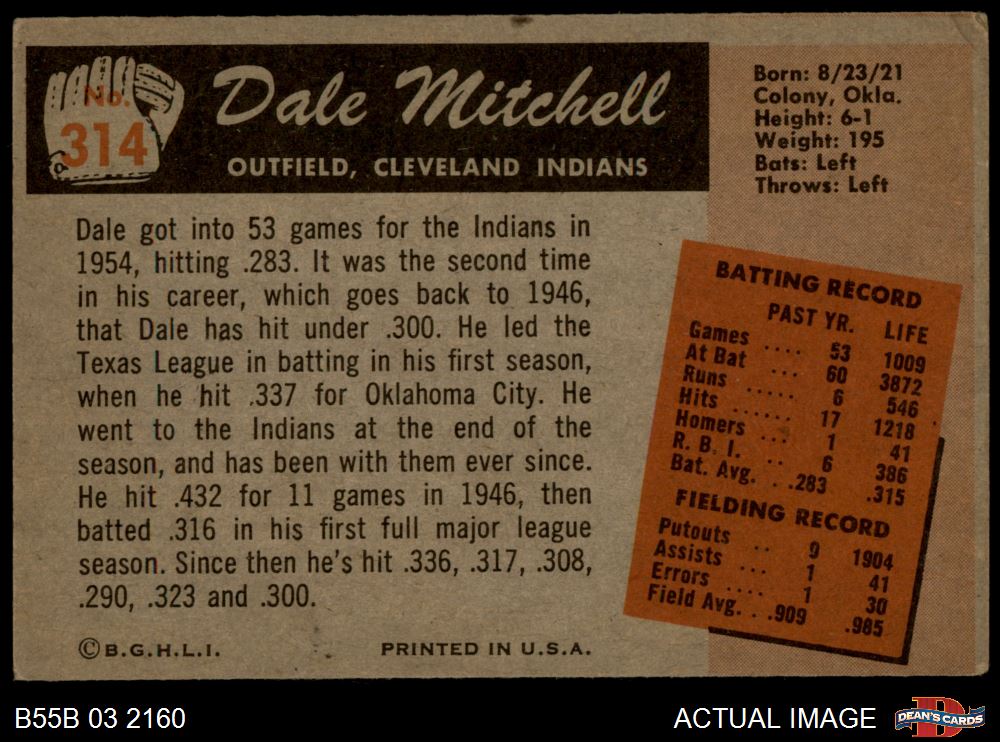 No.
314
Dale Mitchell
OUTFIELD, CLEVELAND INDIANS
Born: 8/23/21
Colony, Okla.
Height: 6-1
Weight: 195
Bats: Left
Throws: Left
Dale got into 53 games for the Indians in
1954, hitting .283. It was the second time
in his career, which goes back to 1946,
that Dale has hit under .300. He led the
Texas League in batting in his first season,
when he hit .337 for Oklahoma City. He
went to the Indians at the end of the
season, and has been with them ever since.
He hit .432 for 11 games in 1946, then
batted .316 in his first full major league
season. Since then he's hit .336, .317, .308,
.290, .323 and .300.
BATTING RECORD
PAST YR. LIFE
Games .... 53 1009
At Bat ... 60 3872
Runs ..... 6 546
Hits ...... 17 1218
Homers ... 1 41
R. B. I. .. 6 386
Bat. Avg. . .283 .315
FIELDING RECORD
Putouts .. 9 1904
Assists ... 1 41
Errors .... 1 30
Field Avg. . .909 .985
©B.G.H.L.I. PRINTED IN U.S.A.
B55B 03 2160 ACTUAL IMAGE DEAN'S CARDS